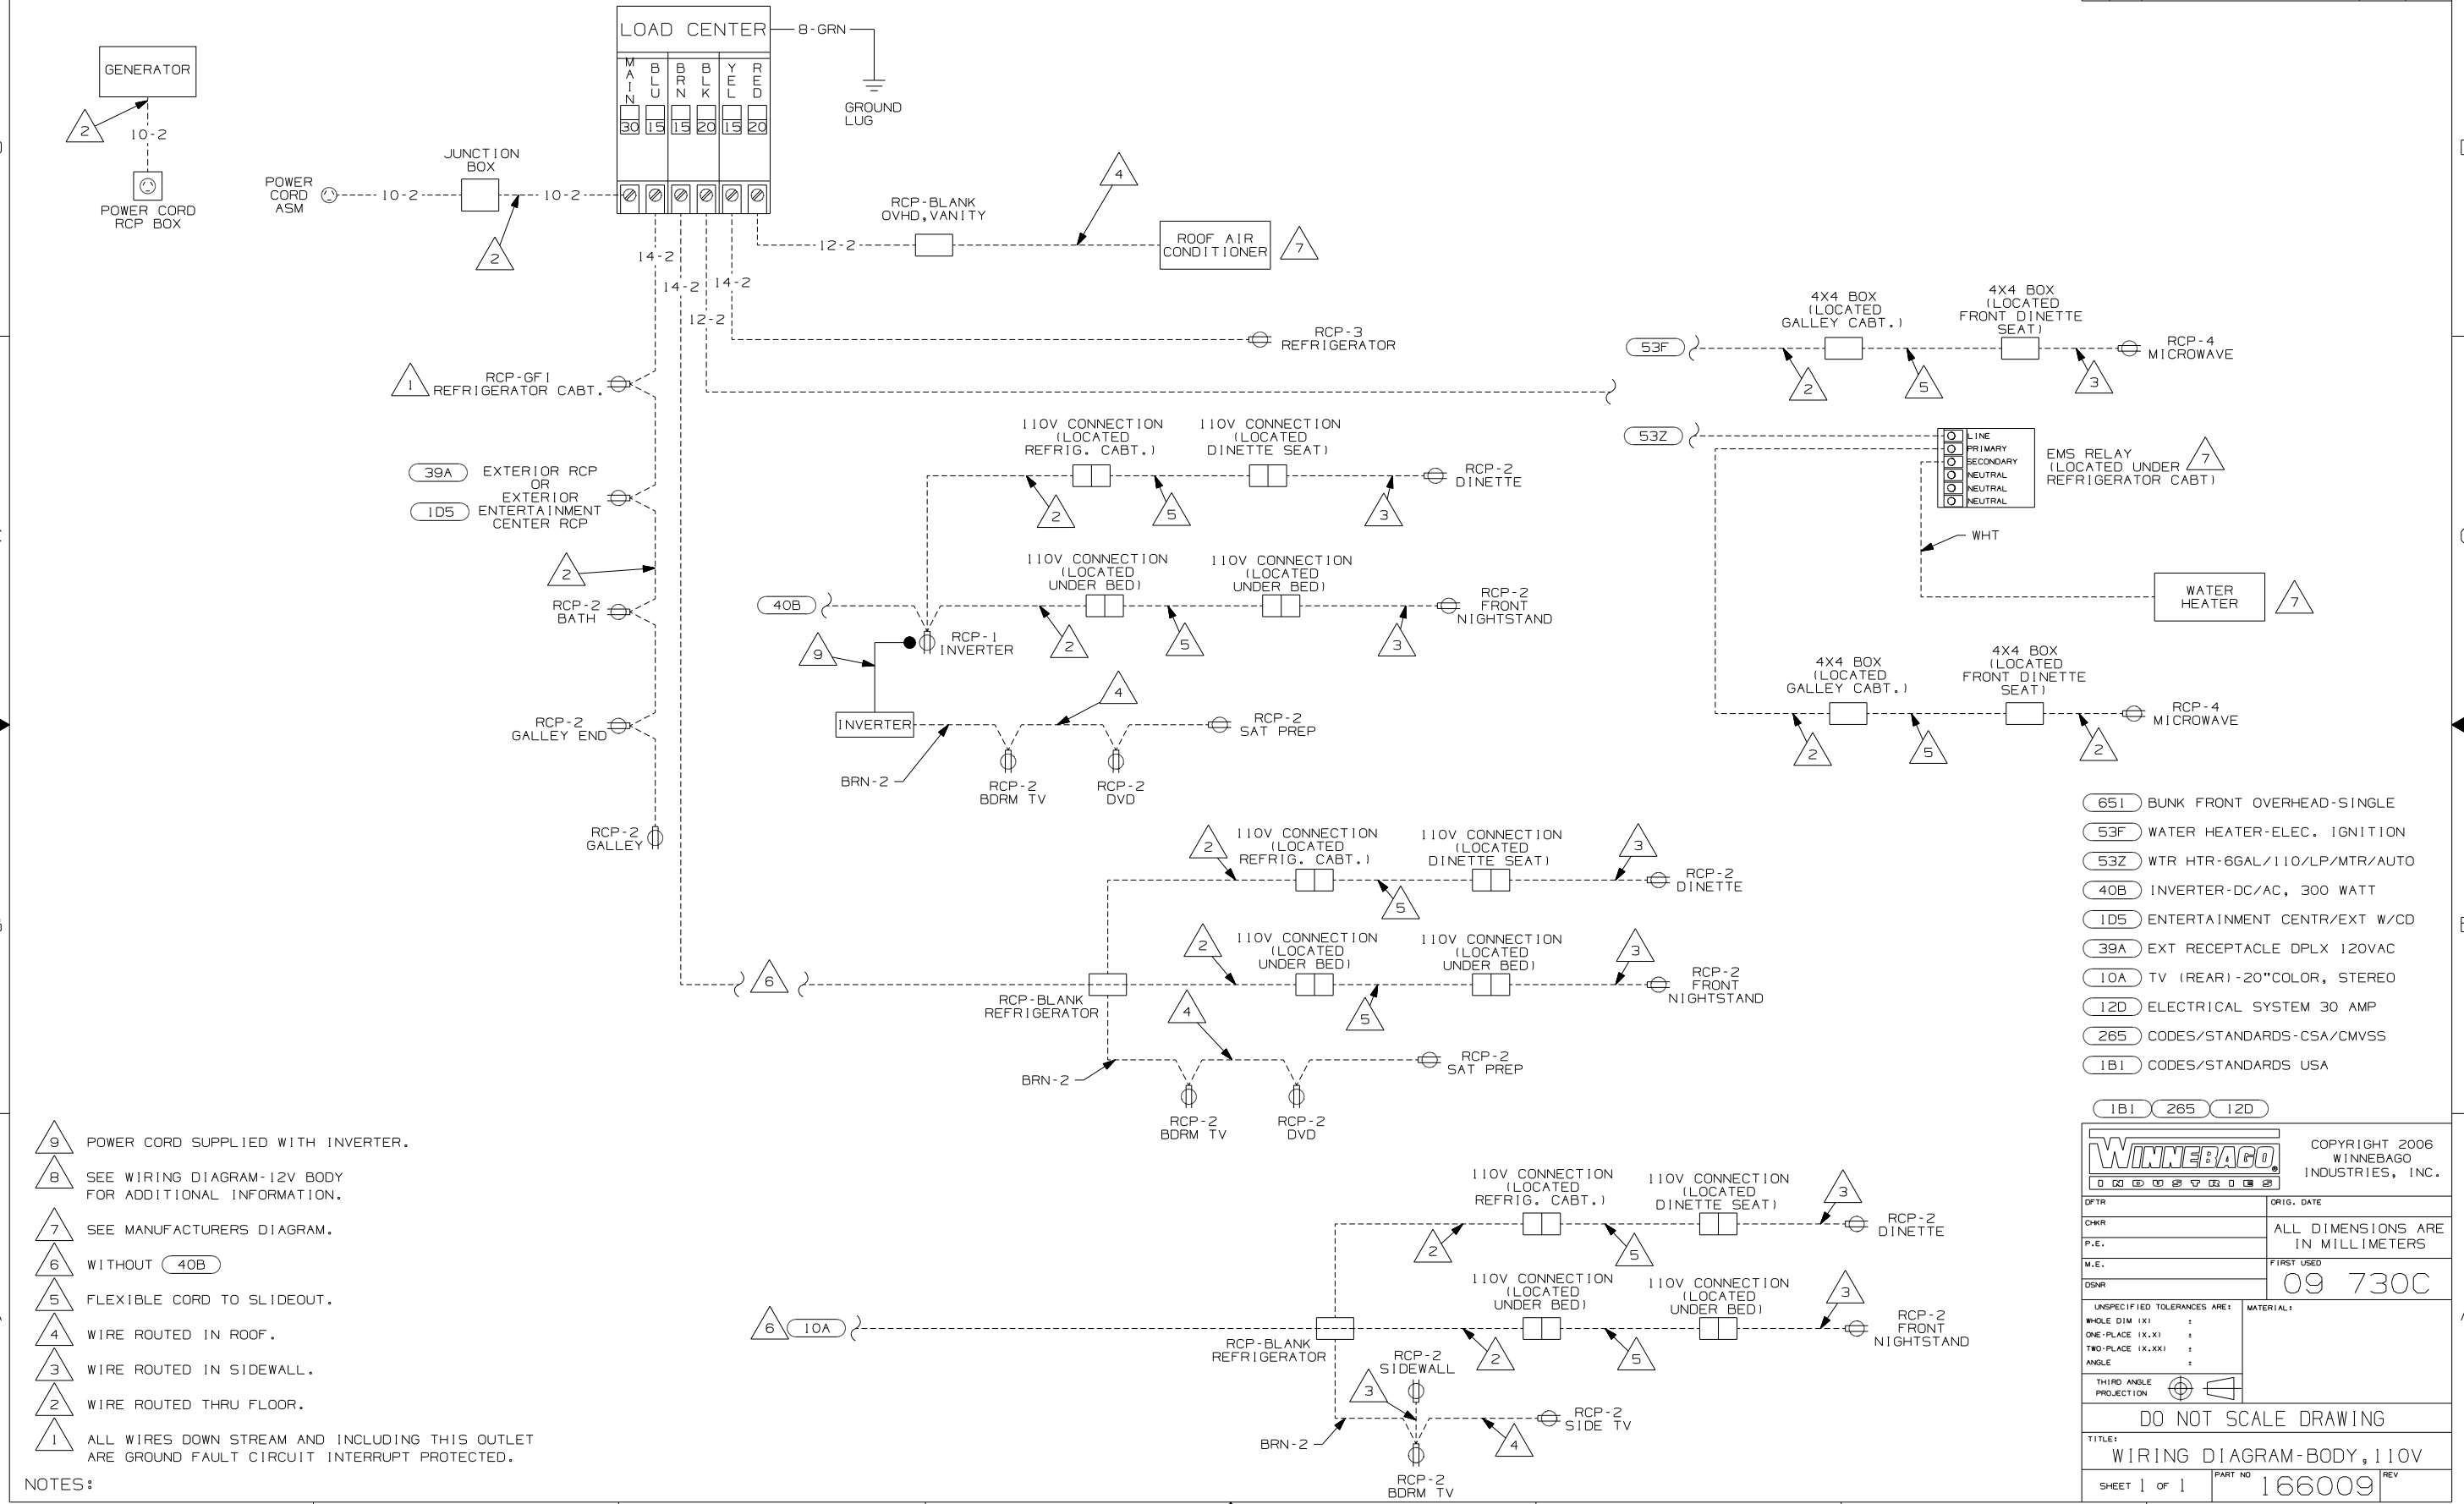 GENERATOR
2
10-2
POWER CORD
RCP BOX
POWER
CORD
ASM
10-2
JUNCTION
BOX
10-2
2
LOAD CENTER
MAIN
BLU
BRN
BLK
YEL
RED
30
15
15
20
15
20
8-GRN
GROUND
LUG
14-2
14-2
12-2
14-2
12-2
RCP-BLANK
OVHD,VANITY
4
ROOF AIR
CONDITIONER
7
RCP-3
REFRIGERATOR
1
RCP-GFI
REFRIGERATOR CABT.
39A
EXTERIOR RCP
OR
EXTERIOR
1D5
ENTERTAINMENT
CENTER RCP
2
RCP-2
BATH
RCP-2
GALLEY END
RCP-2
GALLEY
110V CONNECTION
(LOCATED
REFRIG. CABT.)
110V CONNECTION
(LOCATED
DINETTE SEAT)
RCP-2
DINETTE
2
5
3
40B
110V CONNECTION
(LOCATED
UNDER BED)
110V CONNECTION
(LOCATED
UNDER BED)
RCP-2
FRONT
NIGHTSTAND
2
5
3
9
RCP-1
INVERTER
INVERTER
4
RCP-2
SAT PREP
BRN-2
RCP-2
BDRM TV
RCP-2
DVD
53F
4X4 BOX
(LOCATED
GALLEY CABT.)
4X4 BOX
(LOCATED
FRONT DINETTE
SEAT)
RCP-4
MICROWAVE
2
5
3
53Z
LINE
PRIMARY
SECONDARY
NEUTRAL
NEUTRAL
NEUTRAL
EMS RELAY
(LOCATED UNDER
REFRIGERATOR CABT)
7
WHT
WATER
HEATER
7
4X4 BOX
(LOCATED
GALLEY CABT.)
4X4 BOX
(LOCATED
FRONT DINETTE
SEAT)
RCP-4
MICROWAVE
2
5
2
2
110V CONNECTION
(LOCATED
REFRIG. CABT.)
110V CONNECTION
(LOCATED
DINETTE SEAT)
3
RCP-2
DINETTE
5
2
110V CONNECTION
(LOCATED
UNDER BED)
110V CONNECTION
(LOCATED
UNDER BED)
3
RCP-2
FRONT
NIGHTSTAND
6
RCP-BLANK
REFRIGERATOR
4
5
BRN-2
RCP-2
SAT PREP
RCP-2
BDRM TV
RCP-2
DVD
110V CONNECTION
(LOCATED
REFRIG. CABT.)
110V CONNECTION
(LOCATED
DINETTE SEAT)
3
RCP-2
DINETTE
2
5
110V CONNECTION
(LOCATED
UNDER BED)
110V CONNECTION
(LOCATED
UNDER BED)
3
RCP-2
FRONT
NIGHTSTAND
6
10A
RCP-BLANK
REFRIGERATOR
2
5
RCP-2
SIDEWALL
3
RCP-2
SIDE TV
BRN-2
4
RCP-2
BDRM TV
651 BUNK FRONT OVERHEAD-SINGLE
53F WATER HEATER-ELEC. IGNITION
53Z WTR HTR-6GAL/110/LP/MTR/AUTO
40B INVERTER-DC/AC, 300 WATT
1D5 ENTERTAINMENT CENTR/EXT W/CD
39A EXT RECEPTACLE DPLX 120VAC
10A TV (REAR)-20"COLOR, STEREO
12D ELECTRICAL SYSTEM 30 AMP
265 CODES/STANDARDS-CSA/CMVSS
1B1 CODES/STANDARDS USA
1B1 265 12D
WINNEBAGO®
INDUSTRIES
COPYRIGHT 2006
WINNEBAGO
INDUSTRIES, INC.
DFTR
ORIG. DATE
CHKR
P.E.
ALL DIMENSIONS ARE
IN MILLIMETERS
M.E.
DSNR
FIRST USED
09 730C
UNSPECIFIED TOLERANCES ARE:
MATERIAL:
WHOLE DIM (X) ±
ONE-PLACE (X.X) ±
TWO-PLACE (X.XX) ±
ANGLE ±
THIRD ANGLE
PROJECTION
DO NOT SCALE DRAWING
TITLE:
WIRING DIAGRAM-BODY,110V
SHEET 1 OF 1
PART NO
166009
REV
9 POWER CORD SUPPLIED WITH INVERTER.
8 SEE WIRING DIAGRAM-12V BODY
FOR ADDITIONAL INFORMATION.
7 SEE MANUFACTURERS DIAGRAM.
6 WITHOUT 40B
5 FLEXIBLE CORD TO SLIDEOUT.
4 WIRE ROUTED IN ROOF.
3 WIRE ROUTED IN SIDEWALL.
2 WIRE ROUTED THRU FLOOR.
1 ALL WIRES DOWN STREAM AND INCLUDING THIS OUTLET
ARE GROUND FAULT CIRCUIT INTERRUPT PROTECTED.
NOTES: